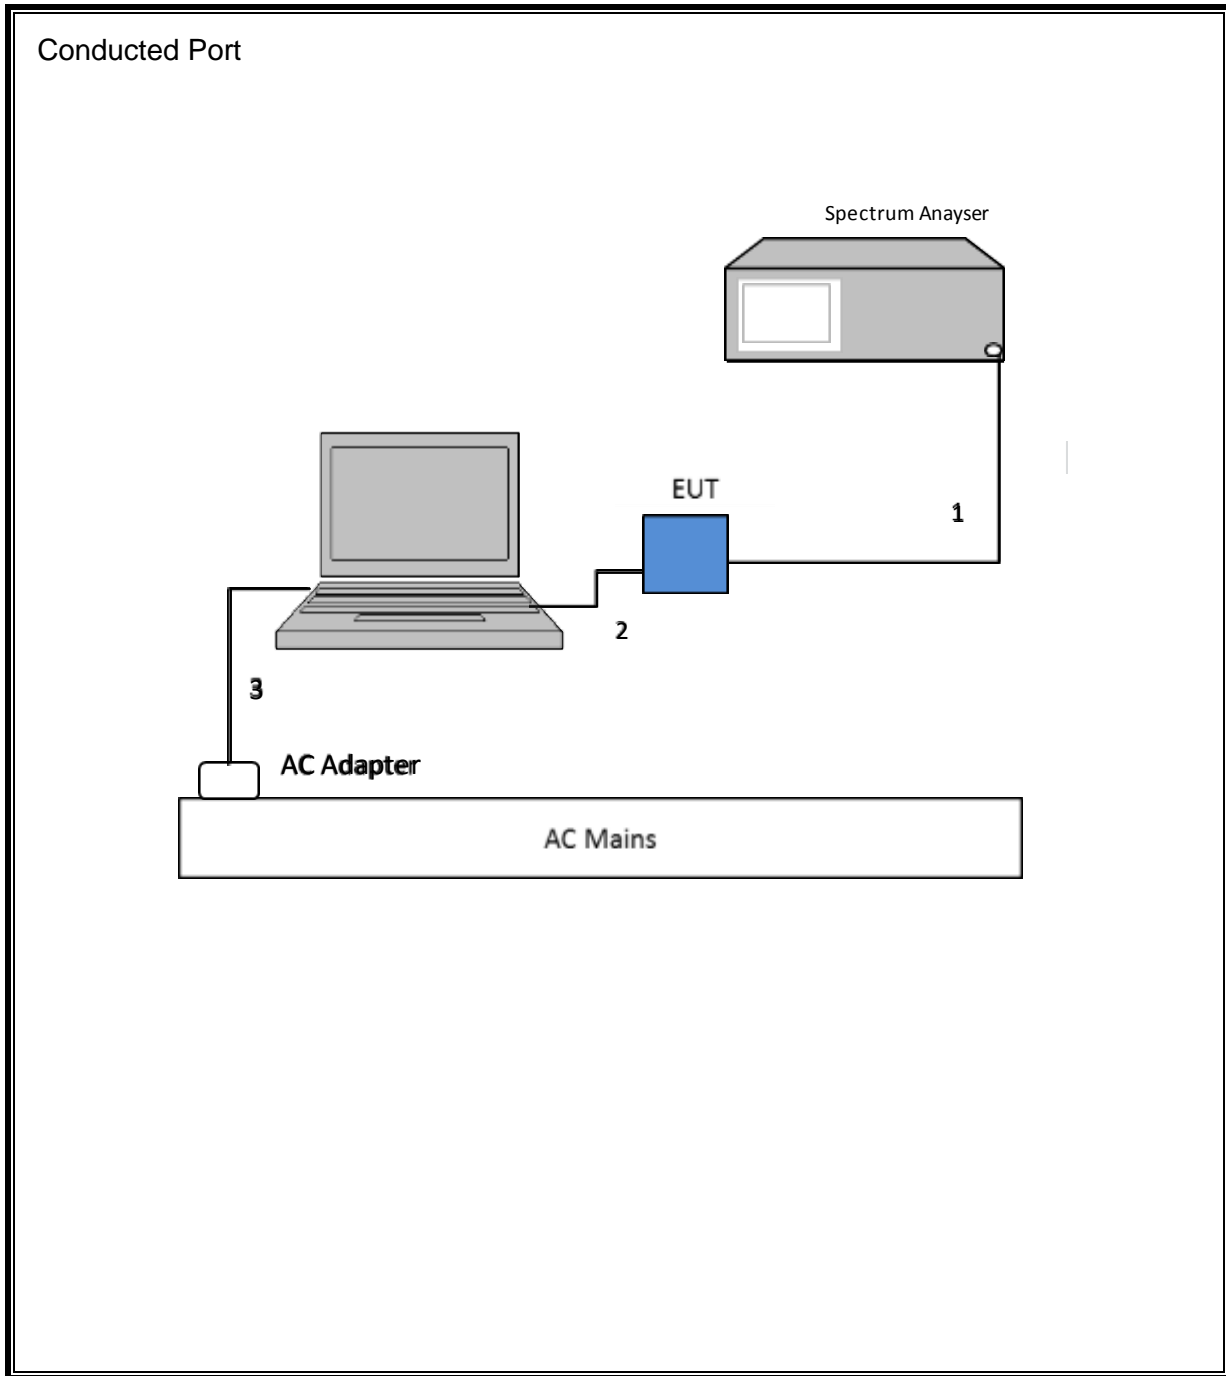 Conducted Port
Spectrum Anayser
EUT
1
2
3
AC Adapter
AC Mains